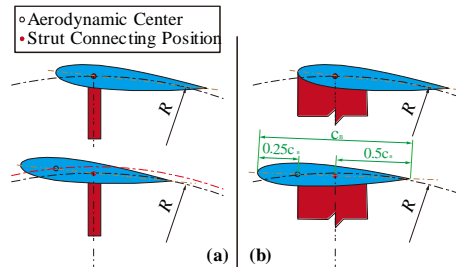 Aerodynamic Center
Strut Connecting Position
R
R
c
0.25c
0.5c
R
R
(a)
(b)